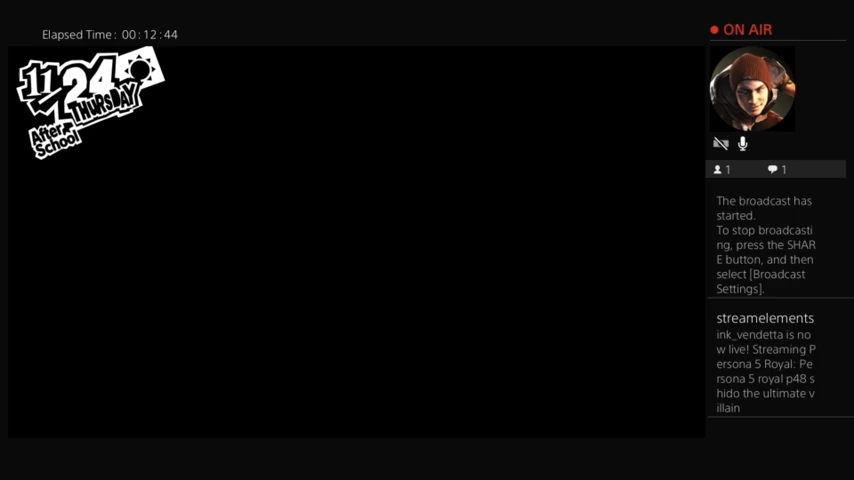 Elapsed Time: 00:12:44
ON AIR
11/24
THURSDAY
After
School
1
1
The broadcast has
started.
To stop broadcasti
ng, press the SHAR
E button, and then
select [Broadcast
Settings].
streamelements
ink_vendetta is no
w live! Streaming P
ersona 5 Royal: Pe
rsona 5 royal p48 s
hido the ultimate v
illain